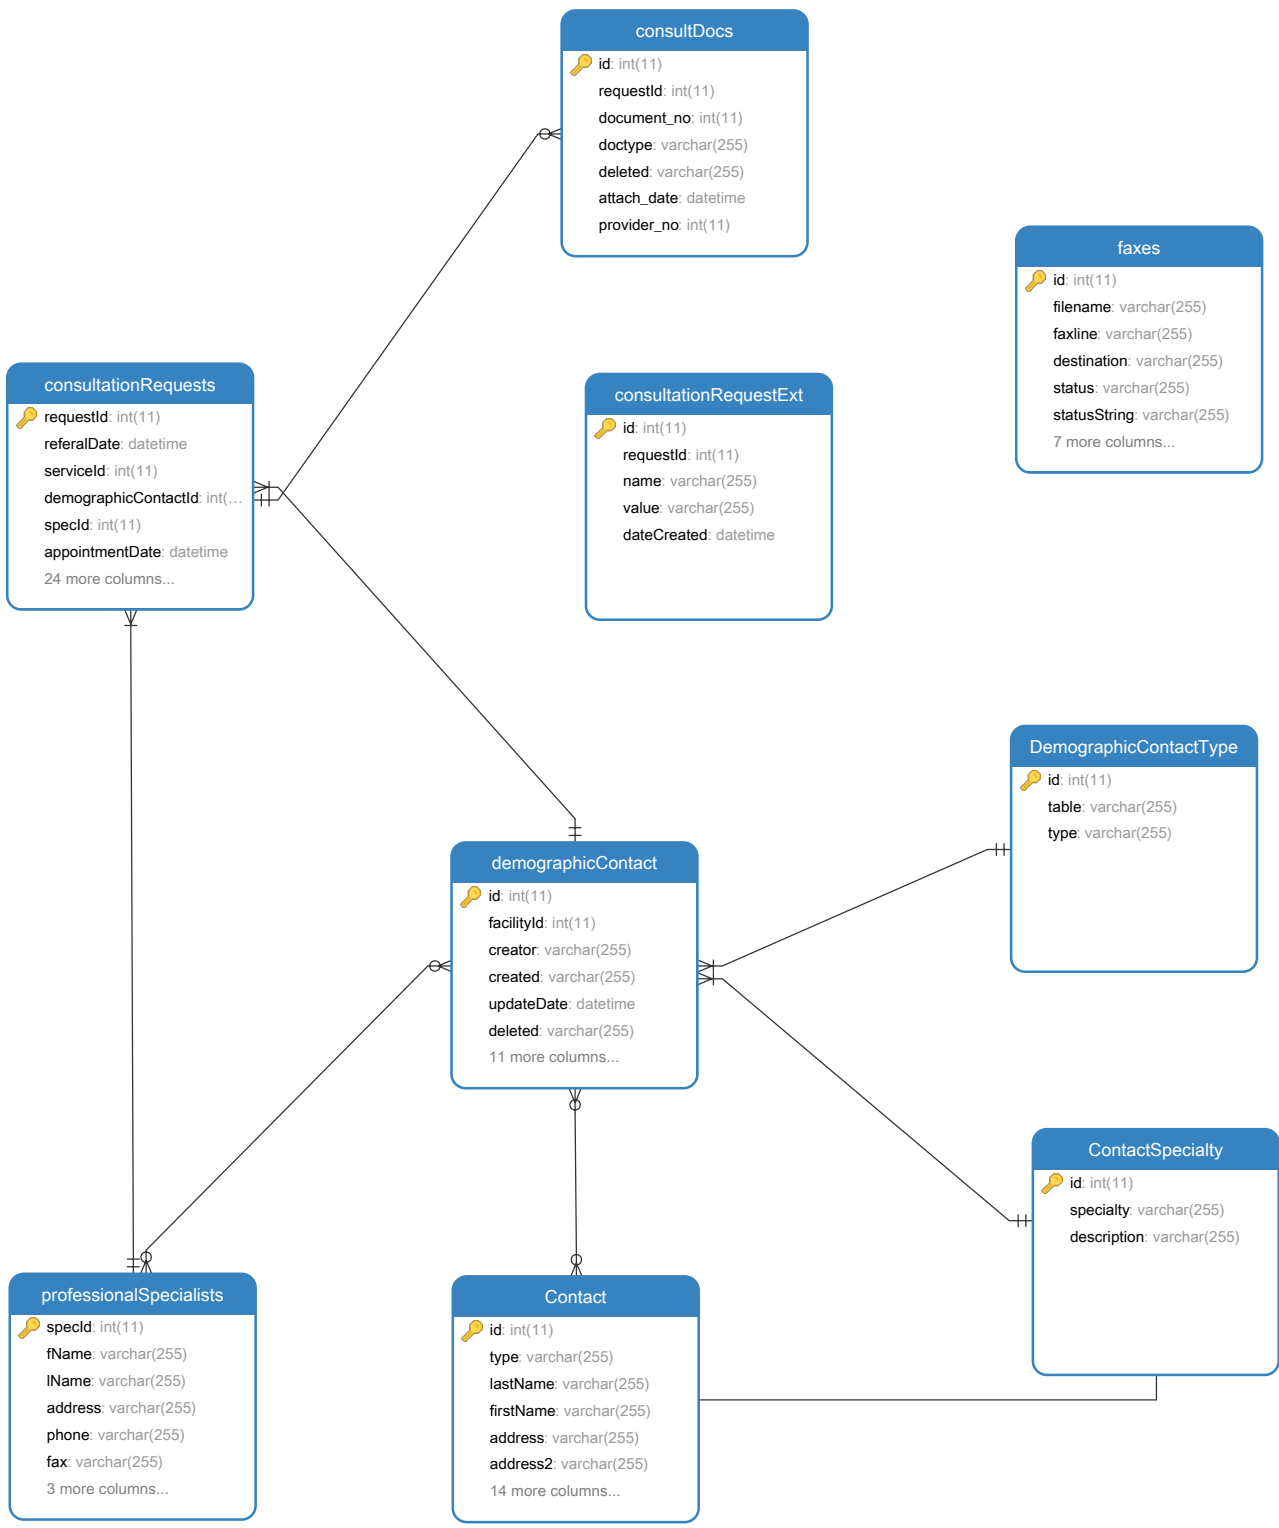 consultDocs
id: int(11)
requestId: int(11)
document_no: int(11)
doctype: varchar(255)
deleted: varchar(255)
attach_date: datetime
provider_no: int(11)
faxes
id: int(11)
filename: varchar(255)
faxline: varchar(255)
destination: varchar(255)
status: varchar(255)
statusString: varchar(255)
7 more columns...
consultationRequests
requestId: int(11)
referalDate: datetime
serviceId: int(11)
demographicContactId: int(...
specId: int(11)
appointmentDate: datetime
24 more columns...
consultationRequestExt
id: int(11)
requestId: int(11)
name: varchar(255)
value: varchar(255)
dateCreated: datetime
DemographicContactType
id: int(11)
table: varchar(255)
type: varchar(255)
demographicContact
id: int(11)
facilityId: int(11)
creator: varchar(255)
created: varchar(255)
updateDate: datetime
deleted: varchar(255)
11 more columns...
ContactSpecialty
id: int(11)
specialty: varchar(255)
description: varchar(255)
professionalSpecialists
specId: int(11)
fName: varchar(255)
lName: varchar(255)
address: varchar(255)
phone: varchar(255)
fax: varchar(255)
3 more columns...
Contact
id: int(11)
type: varchar(255)
lastName: varchar(255)
firstName: varchar(255)
address: varchar(255)
address2: varchar(255)
14 more columns...